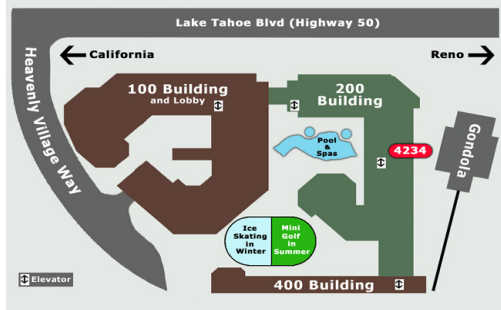 Lake Tahoe Blvd (Highway 50)
California
Reno
Heavenly Village Way
100 Building
and Lobby
200
Building
Pool
&
Spas
4234
Gondola
Ice
Skating
in
Winter
Mini
Golf
in
Summer
Elevator
400 Building